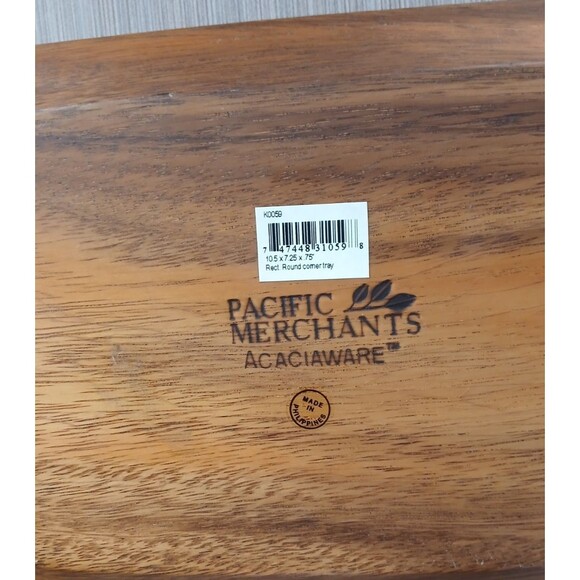 K0059
7 47448 31059 8
10.5 x 7.25 x .75"
Rect. Round corner tray
PACIFIC
MERCHANTS
ACACIAWARE™
MADE
IN
PHILIPPINES